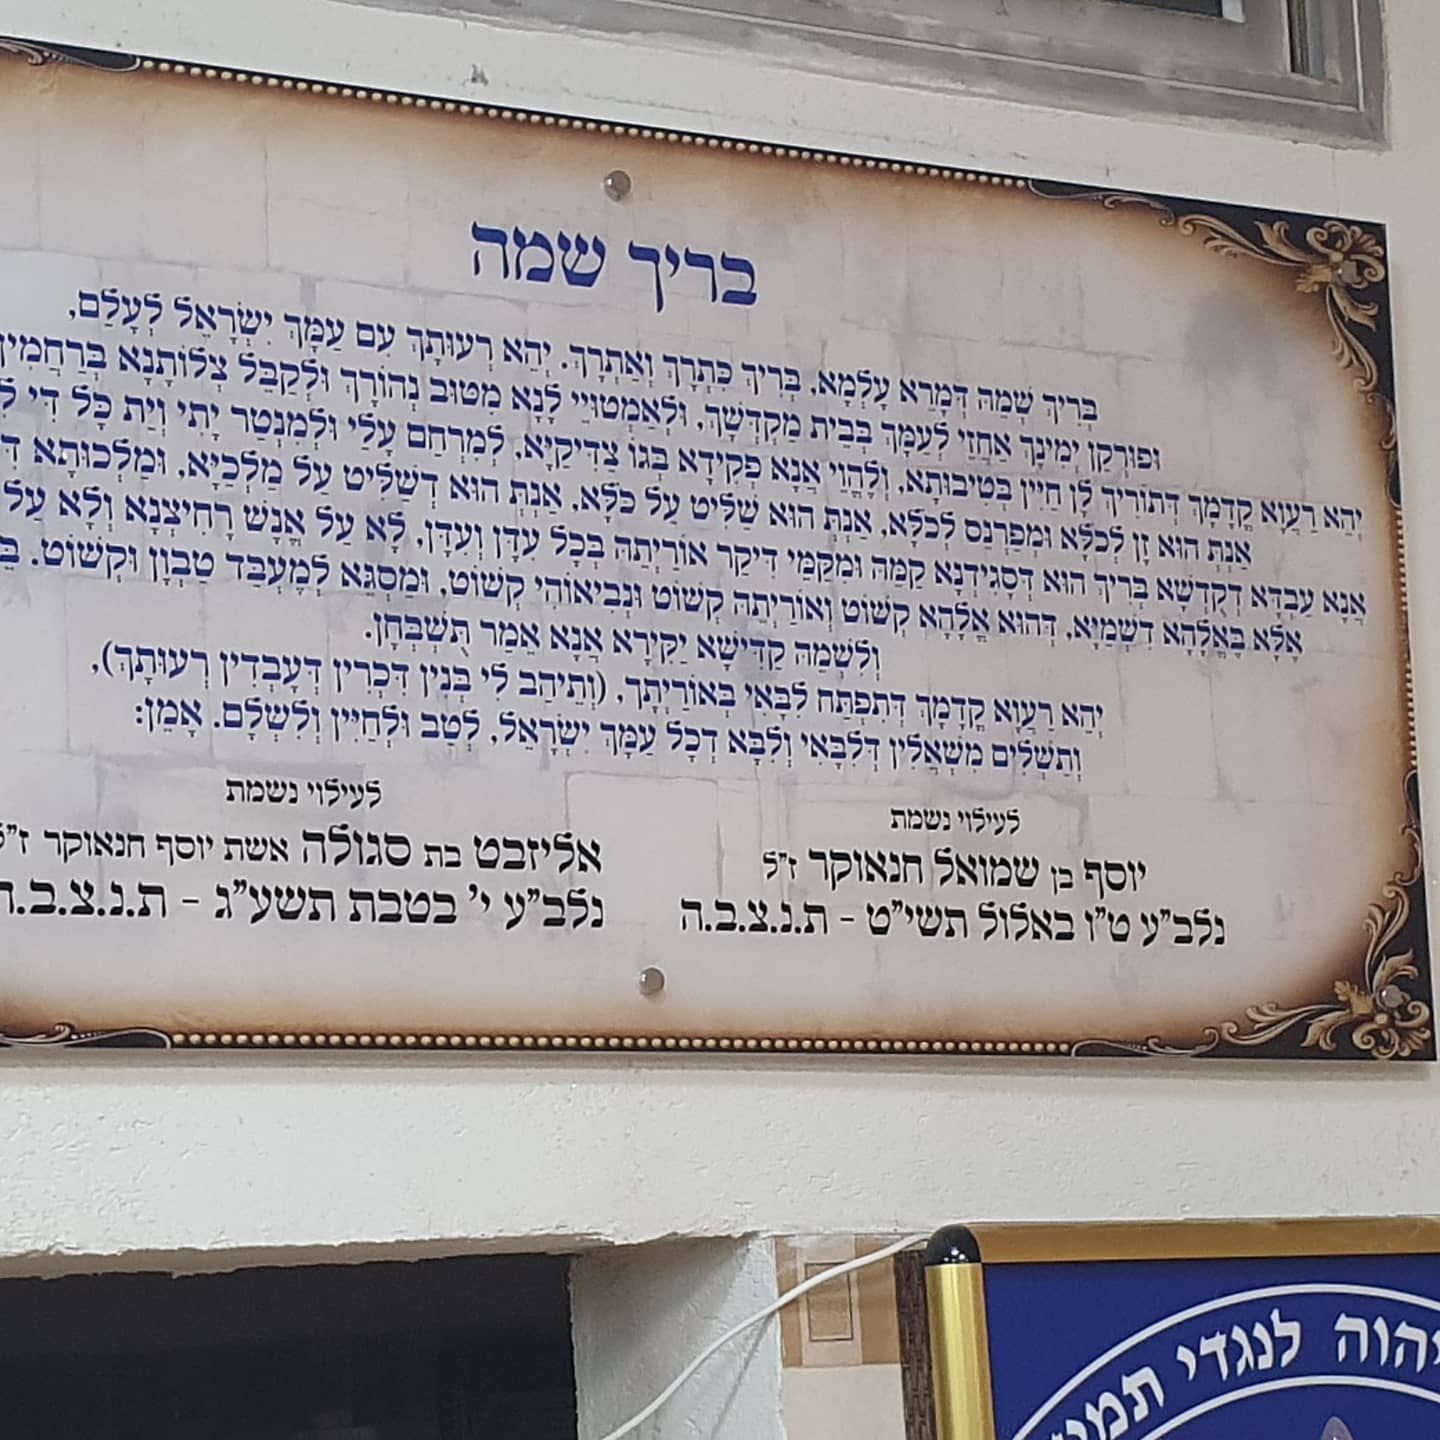 בריך שמה
בְּרִיךְ שְׁמֵהּ דְּמָרֵא עָלְמָא, בְּרִיךְ כִּתְרָךְ וְאַתְרָךְ. יְהֵא רְעוּתָךְ עִם עַמָּךְ יִשְׂרָאֵל לְעָלַם,
וּפוּרְקַן יְמִינָךְ אַחֲזֵי לְעַמָּךְ בְּבֵית מַקְדְּשָׁךְ, וּלְאַמְטוּיֵי לָנָא מִטּוּב נְהוֹרָךְ וּלְקַבֵּל צְלוֹתָנָא בְּרַחֲמִין
יְהֵא רַעֲוָא קֳדָמָךְ דְּתוֹרִיךְ לָן חַיִּין בְּטִיבוּתָא, וְלֶהֱוֵי אֲנָא פְּקִידָא בְּגוֹ צַדִּיקַיָּא, לְמִרְחַם עָלַי וּלְמִנְטַר יָתִי וְיַת כָּל דִּי
אַנְתְּ הוּא זָן לְכֹלָּא וּמְפַרְנֵס לְכֹלָּא, אַנְתְּ הוּא שַׁלִּיט עַל כֹּלָּא, אַנְתְּ הוּא דְשַׁלִּיט עַל מַלְכַיָּא, וּמַלְכוּתָא
אֲנָא עַבְדָּא דְקֻדְשָׁא בְּרִיךְ הוּא דְּסָגִידְנָא קַמֵּהּ וּמִקַּמֵּי דִּיקַר אוֹרַיְתֵהּ בְּכָל עִדָּן וְעִדָּן, לָא עַל אֱנָשׁ רָחִיצְנָא וְלָא עַל
אֶלָּא בֶּאֱלָהָא דִשְׁמַיָּא, דְּהוּא אֱלָהָא קְשׁוֹט וְאוֹרַיְתֵהּ קְשׁוֹט וּנְבִיאוֹהִי קְשׁוֹט, וּמַסְגֵּא לְמֶעְבַּד טַבְוָן וּקְשׁוֹט.
וְלִשְׁמֵהּ קַדִּישָׁא יַקִּירָא אֲנָא אֵמַר תֻּשְׁבְּחָן.
יְהֵא רַעֲוָא קֳדָמָךְ דְּתִפְתַּח לִבָּאִי בְּאוֹרַיְתָךְ, (וְתֵיהַב לִי בְּנִין דִּכְרִין דְּעָבְדִין רְעוּתָךְ),
וְתַשְׁלִים מִשְׁאֲלִין דְּלִבָּאִי וְלִבָּא דְכָל עַמָּךְ יִשְׂרָאֵל, לְטַב וּלְחַיִּין וְלִשְׁלָם. אָמֵן:
לעילוי נשמת
יוסף בן שמואל חנאוקר ז"ל
נלב"ע ט"ו באלול תשי"ט - ת.נ.צ.ב.ה
לעילוי נשמת
אליזבט בת סגולה אשת יוסף חנאוקר ז"ל
נלב"ע י' בטבת תשע"ג - ת.נ.צ.ב.ה
יהוה לנגדי